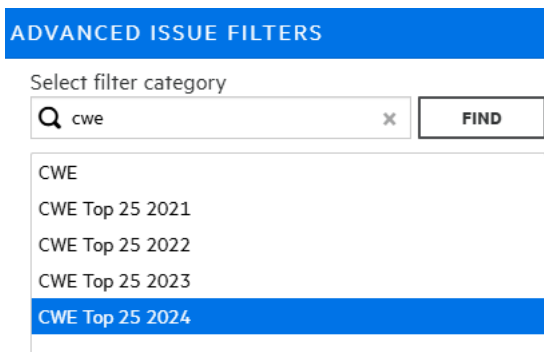 ADVANCED ISSUE FILTERS
Select filter category
cwe
FIND
CWE
CWE Top 25 2021
CWE Top 25 2022
CWE Top 25 2023
CWE Top 25 2024